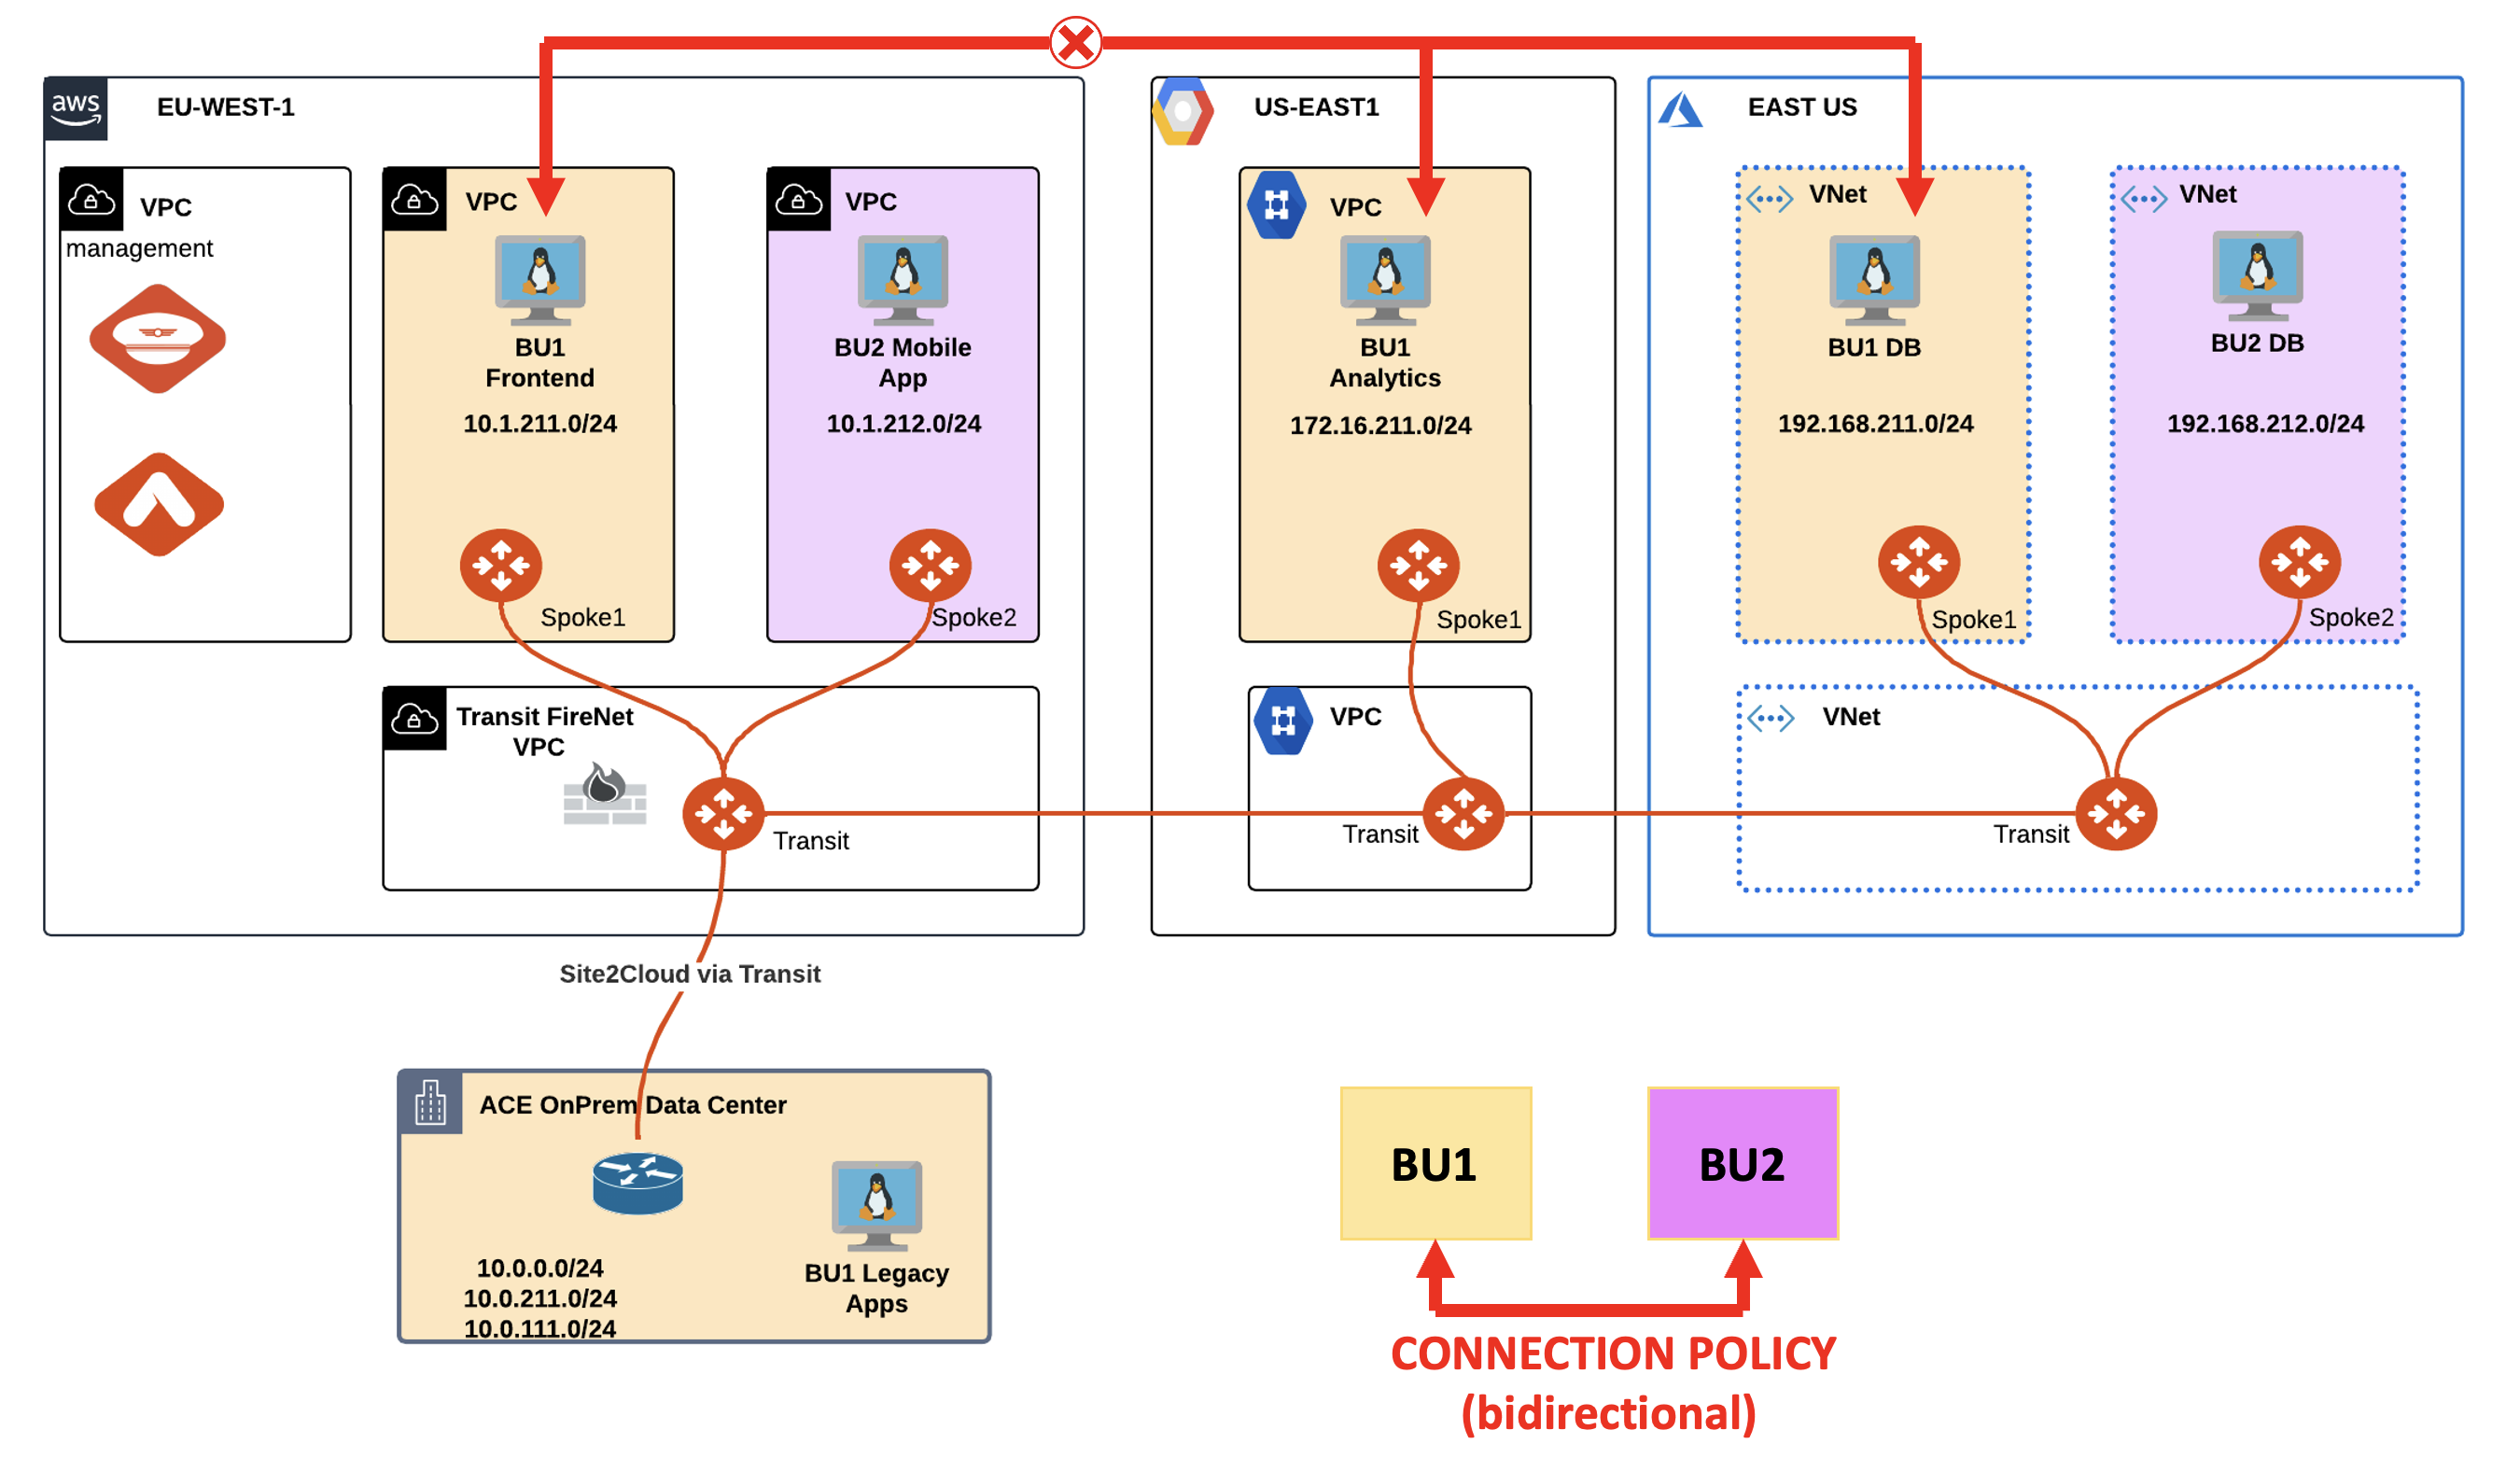 aws
EU-WEST-1
US-EAST1
EAST US
VPC
management
VPC
BU1
Frontend
10.1.211.0/24
Spoke1
VPC
BU2 Mobile
App
10.1.212.0/24
Spoke2
VPC
BU1
Analytics
172.16.211.0/24
Spoke1
VNet
BU1 DB
192.168.211.0/24
Spoke1
VNet
BU2 DB
192.168.212.0/24
Spoke2
Transit FireNet
VPC
Transit
VPC
Transit
VNet
Transit
Site2Cloud via Transit
ACE OnPrem Data Center
10.0.0.0/24
10.0.211.0/24
10.0.111.0/24
BU1 Legacy
Apps
BU1
BU2
CONNECTION POLICY
(bidirectional)